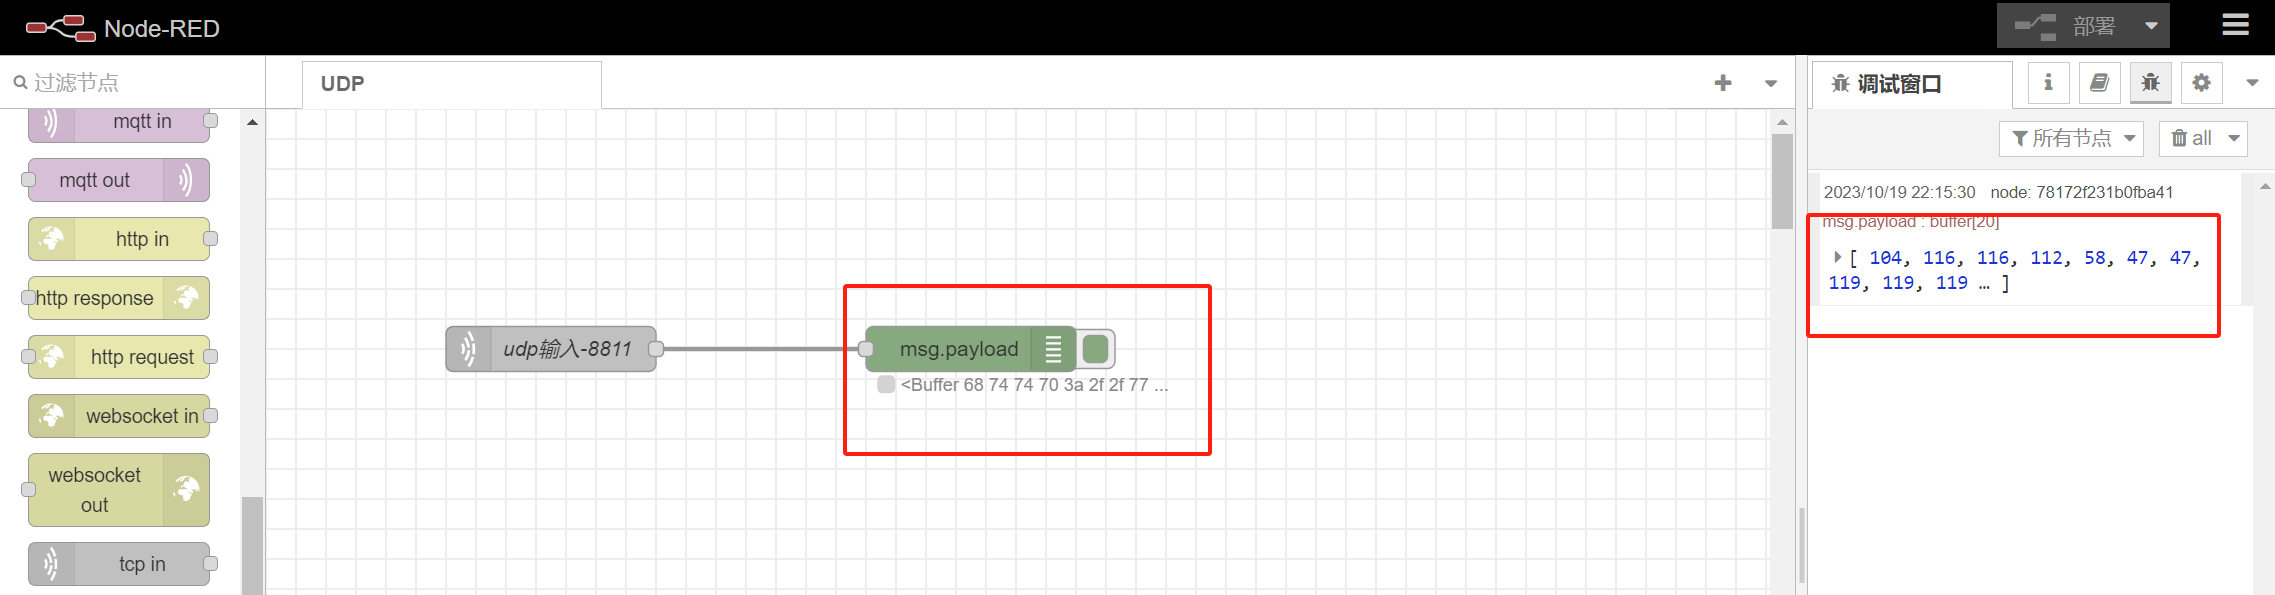 Node-RED
部署
过滤节点
UDP
调试窗口
mqtt in
mqtt out
http in
http response
http request
websocket in
websocket
out
tcp in
udp输入-8811
msg.payload
<Buffer 68 74 74 70 3a 2f 2f 77 ...
所有节点
all
2023/10/19 22:15:30 node: 78172f231b0fba41
msg.payload : buffer[20]
[ 104, 116, 116, 112, 58, 47, 47,
119, 119, 119 … ]